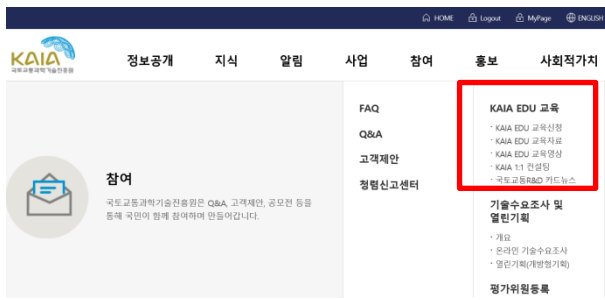 HOME Logout MyPage ENGLISH
KAIA
국토교통과학기술진흥원
정보공개 지식 알림 사업 참여 홍보 사회적가치
참여
국토교통과학기술진흥원은 Q&A, 고객제안, 공모전 등을
통해 국민이 함께 참여하며 만들어갑니다.
FAQ
Q&A
고객제안
청렴신고센터
KAIA EDU 교육
· KAIA EDU 교육신청
· KAIA EDU 교육자료
· KAIA EDU 교육영상
· KAIA 1:1 컨설팅
· 국토교통R&D 카드뉴스
기술수요조사 및
열린기획
· 개요
· 온라인 기술수요조사
· 열린기획(개방형기획)
평가위원등록